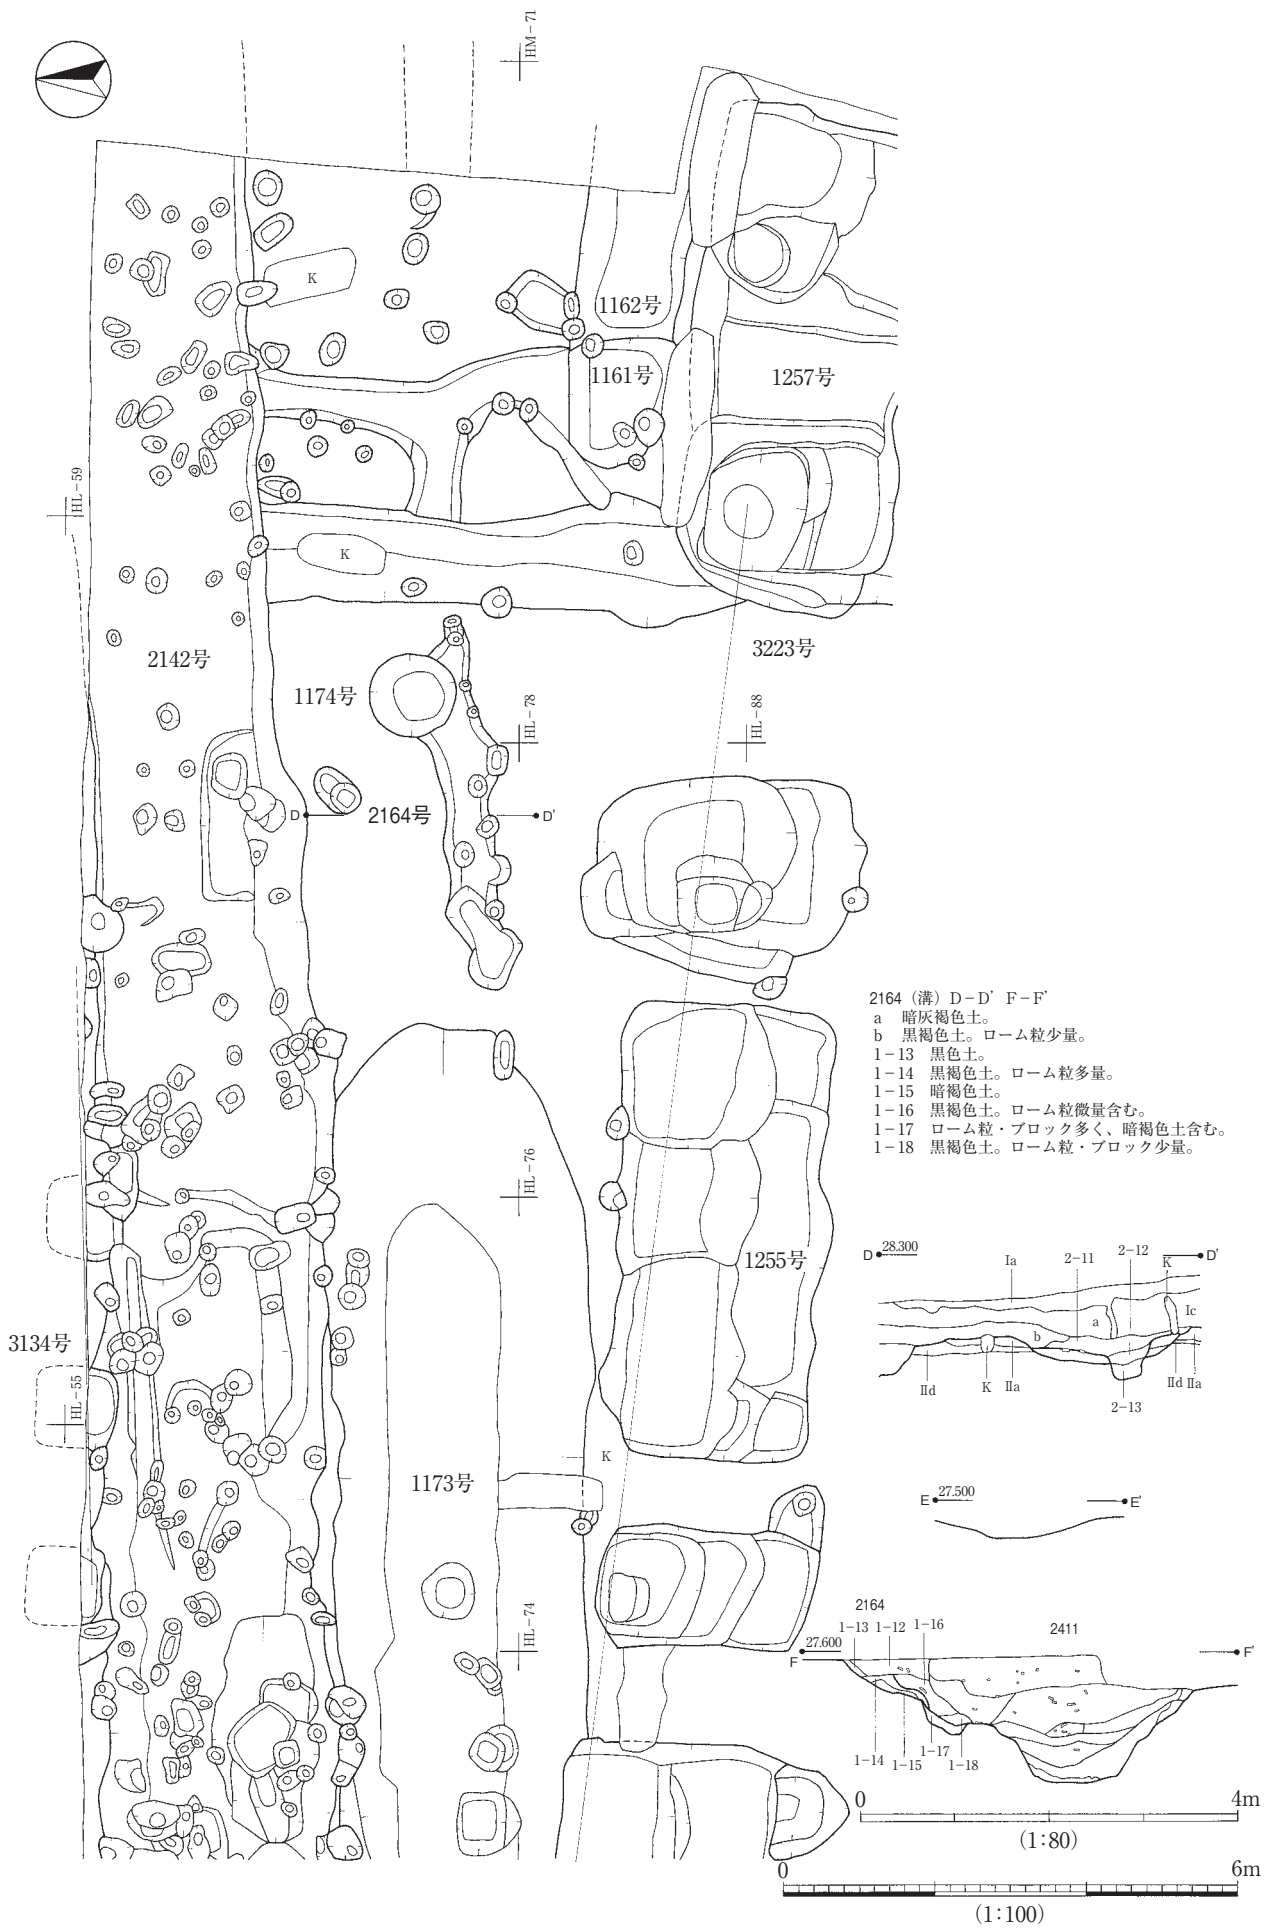 HM-71
K
1162号
1161号
1257号
HL-59
K
2142号
3223号
1174号
HL-78
HL-88
D
2164号
D'
2164（溝）D-D' F-F'
a 暗灰褐色土。
b 黒褐色土。ローム粒少量。
1-13 黒色土。
1-14 黒褐色土。ローム粒多量。
1-15 暗褐色土。
1-16 黒褐色土。ローム粒微量含む。
1-17 ローム粒・ブロック多く、暗褐色土含む。
1-18 黒褐色土。ローム粒・ブロック少量。
HL-76
1255号
D 28.300
Ia
2-11
2-12
K
D'
a
Ic
b
IId
K
IIa
IId IIa
2-13
3134号
HL-55
K
1173号
E 27.500
E'
HL-74
2164
1-13 1-12 1-16
2411
F 27.600
F'
1-14 1-15 1-17 1-18
0
4m
(1:80)
0
6m
(1:100)